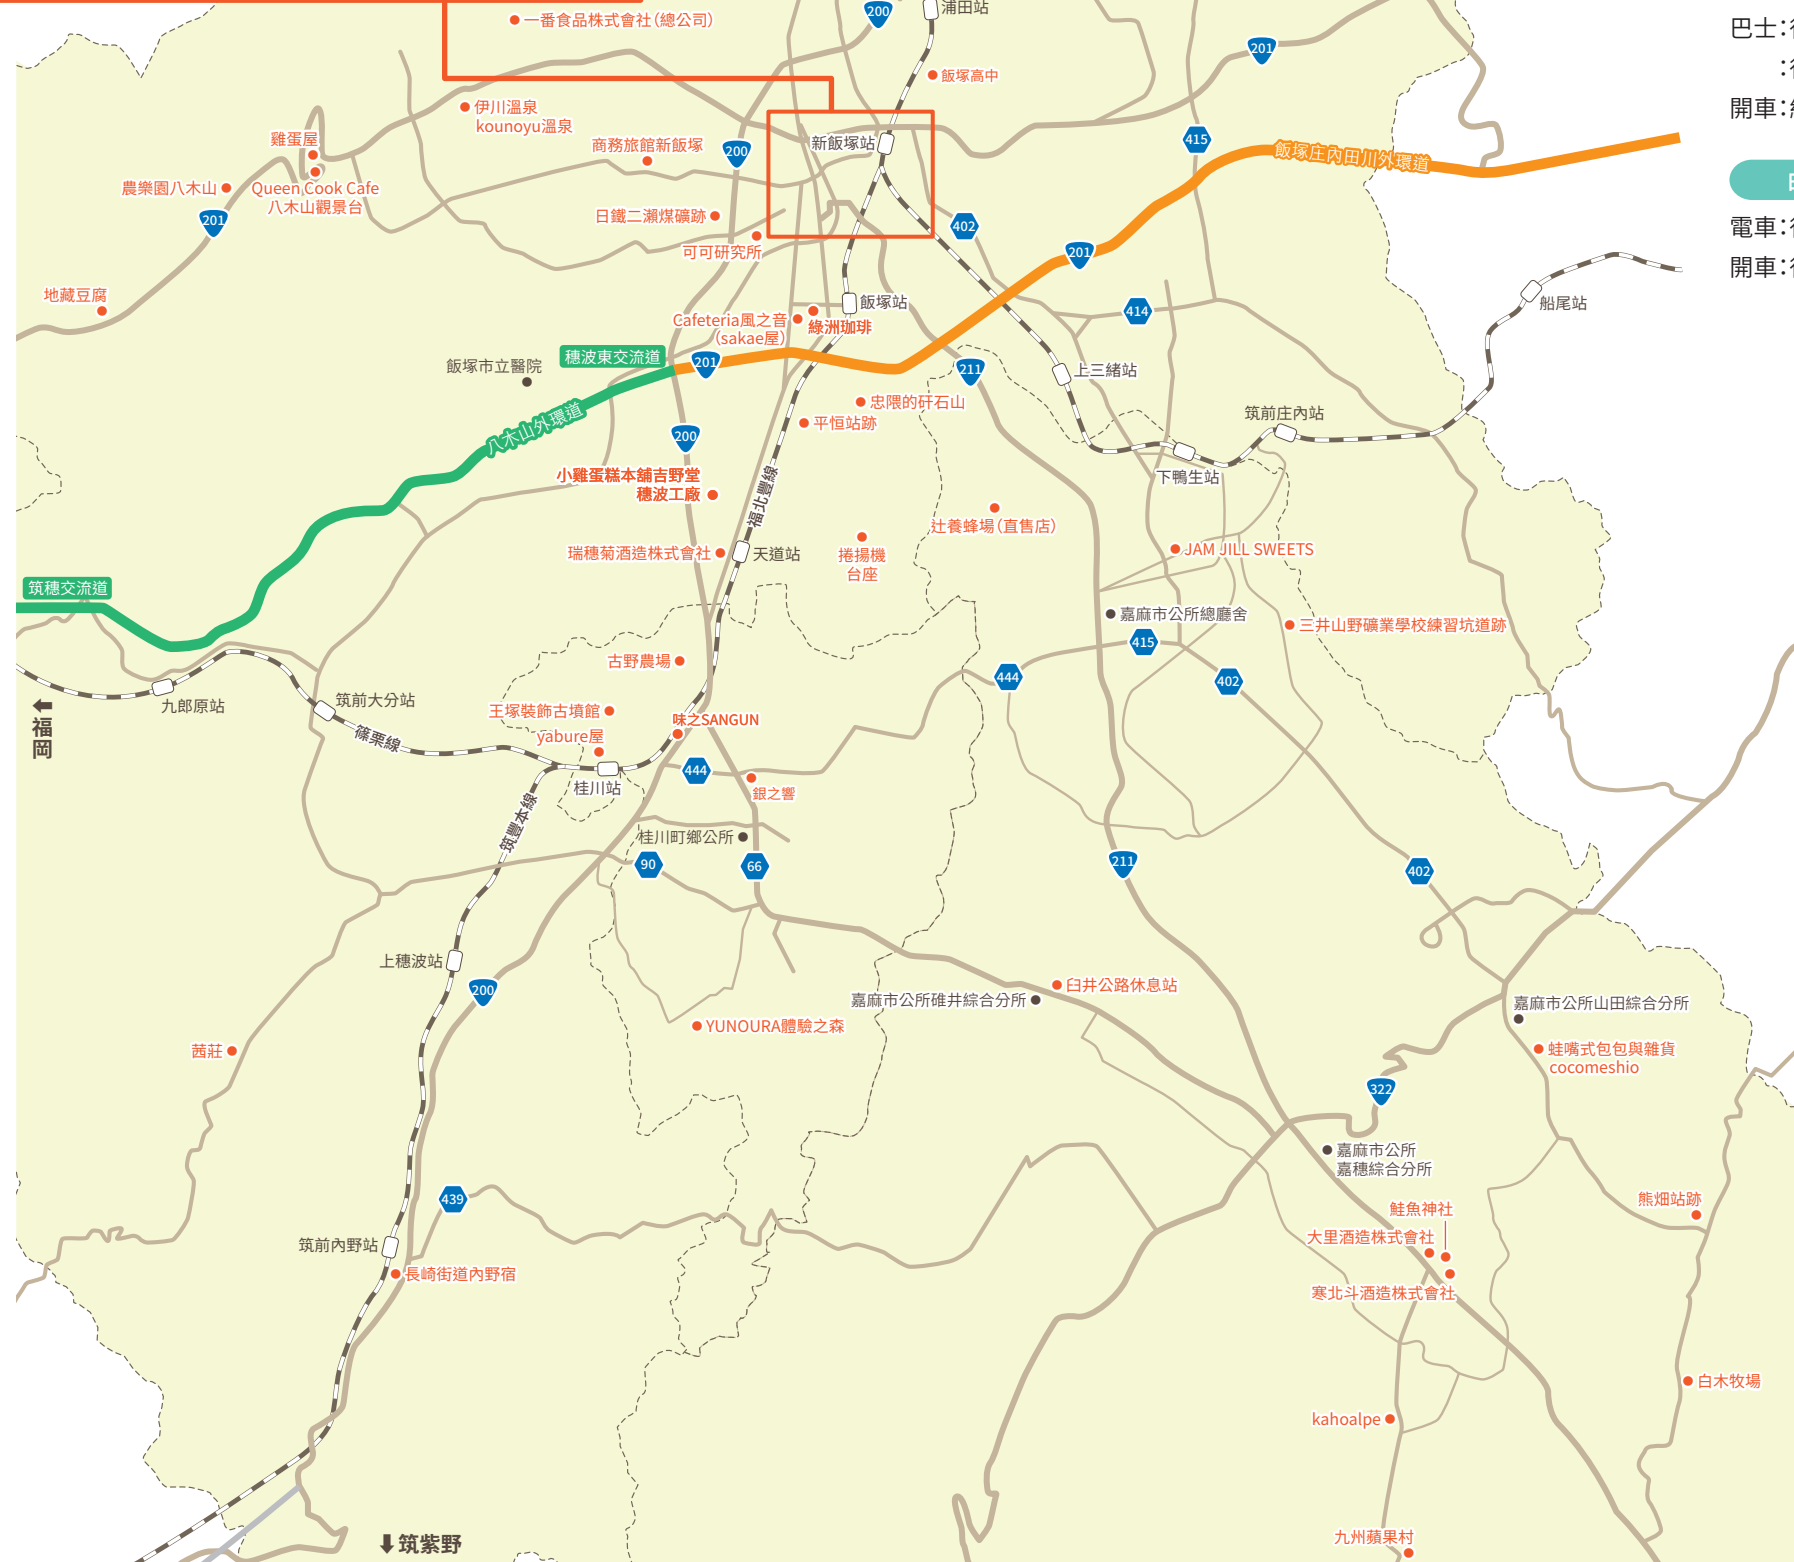 一番食品株式會社（總公司）
200
浦田站
201
飯塚高中
巴士：
：
開車：
伊川溫泉
kounoyu溫泉
雞蛋屋
商務旅館新飯塚
200
新飯塚站
415
飯塚庄內田川外環道
農樂園八木山
Queen Cook Cafe
八木山觀景台
201
日鐵二瀨煤礦跡
可可研究所
402
201
電車：
開車：
地藏豆腐
飯塚站
Cafeteria風之音
（sakae屋）
綠洲珈琲
414
船尾站
飯塚市立醫院
穗波東交流道
201
211
上三緒站
八木山外環道
忠隈的矸石山
平恒站跡
200
筑前庄內站
小雞蛋糕本舖吉野堂
穗波工廠
福北豐線
下鴨生站
辻養蜂場（直售店）
瑞穗菊酒造株式會社
天道站
捲揚機
台座
JAM JILL SWEETS
筑穗交流道
嘉麻市公所總廳舍
415
三井山野礦業學校練習坑道跡
古野農場
444
402
九郎原站
筑前大分站
福岡
篠栗線
王塚裝飾古墳館
yabure屋
味之SANGUN
桂川站
444
銀之響
筑豐本線
桂川町鄉公所
90
66
211
402
上穗波站
200
嘉麻市公所碓井綜合分所
臼井公路休息站
YUNOURA體驗之森
嘉麻市公所山田綜合分所
茜莊
蛙嘴式包包與雜貨
cocomeshio
322
嘉麻市公所
嘉穗綜合分所
439
熊畑站跡
鮭魚神社
大里酒造株式會社
筑前內野站
長崎街道內野宿
寒北斗酒造株式會社
白木牧場
kahoalpe
筑紫野
九州蘋果村